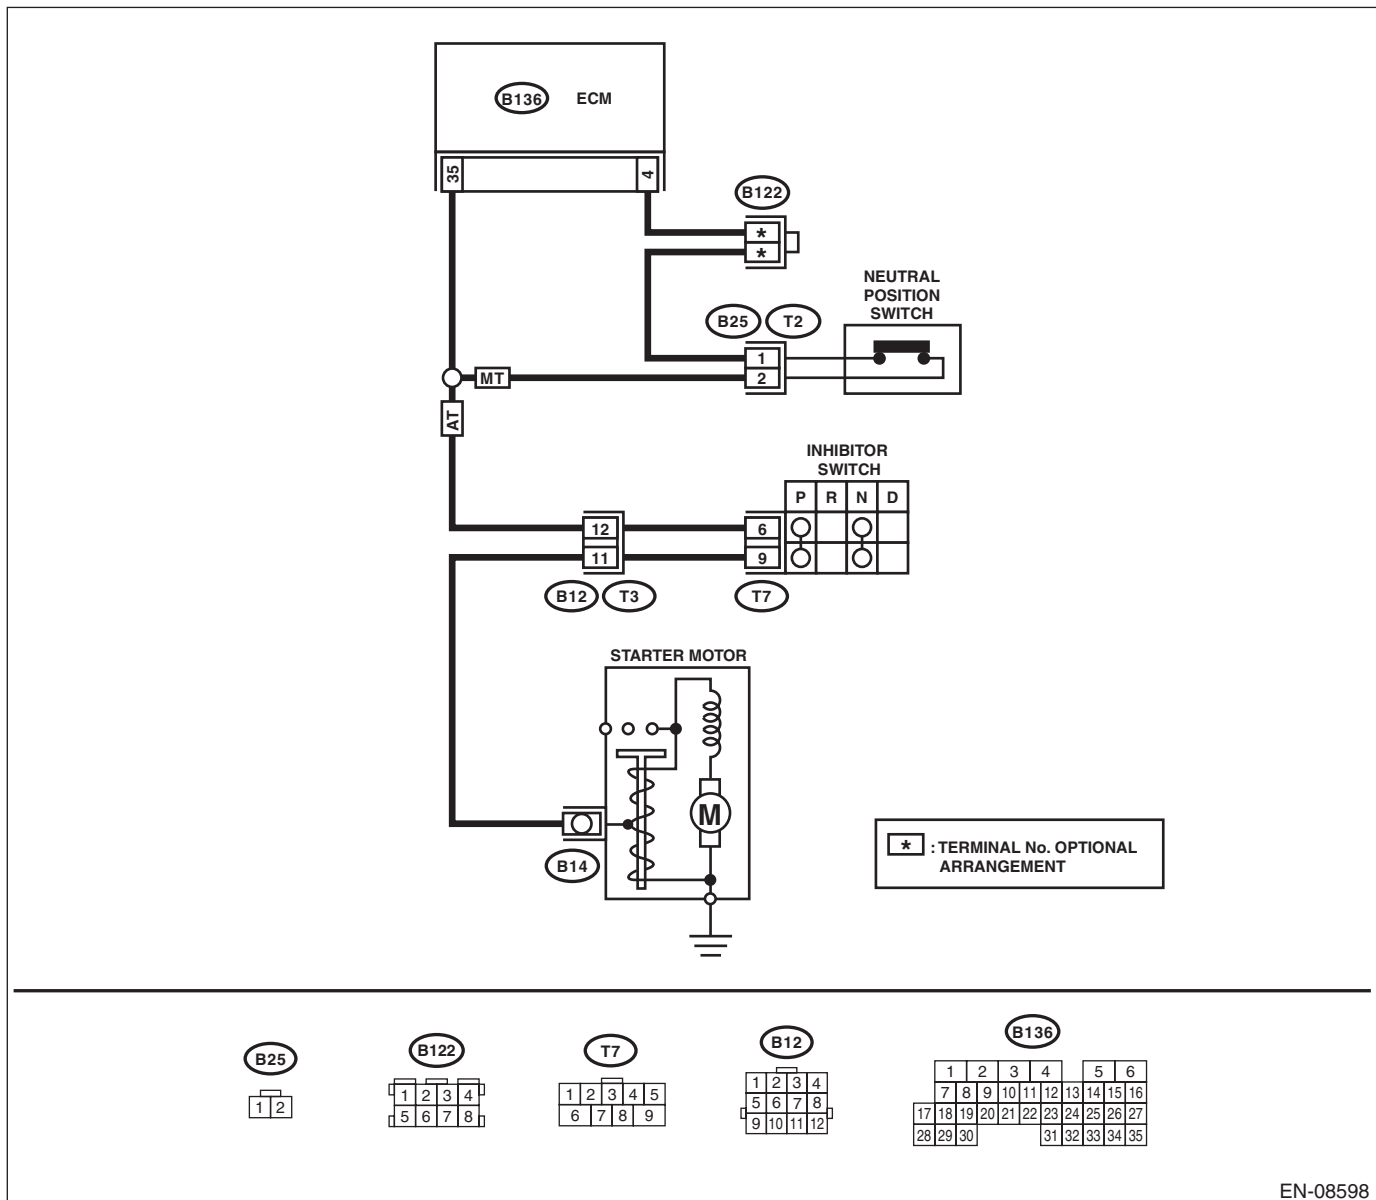 B136 ECM
35 4
B122
*
*
NEUTRAL
POSITION
SWITCH
B25 T2
1
2
MT
AT
INHIBITOR
SWITCH
P R N D
12 6
11 9
B12 T3 T7
STARTER MOTOR
M
B14
* : TERMINAL No. OPTIONAL
ARRANGEMENT
B25
1 2
B122
1 2 3 4
5 6 7 8
T7
1 2 3 4 5
6 7 8 9
B12
1 2 3 4
5 6 7 8
9 10 11 12
B136
1 2 3 4 5 6
7 8 9 10 11 12 13 14 15 16
17 18 19 20 21 22 23 24 25 26 27
28 29 30 31 32 33 34 35
EN-08598